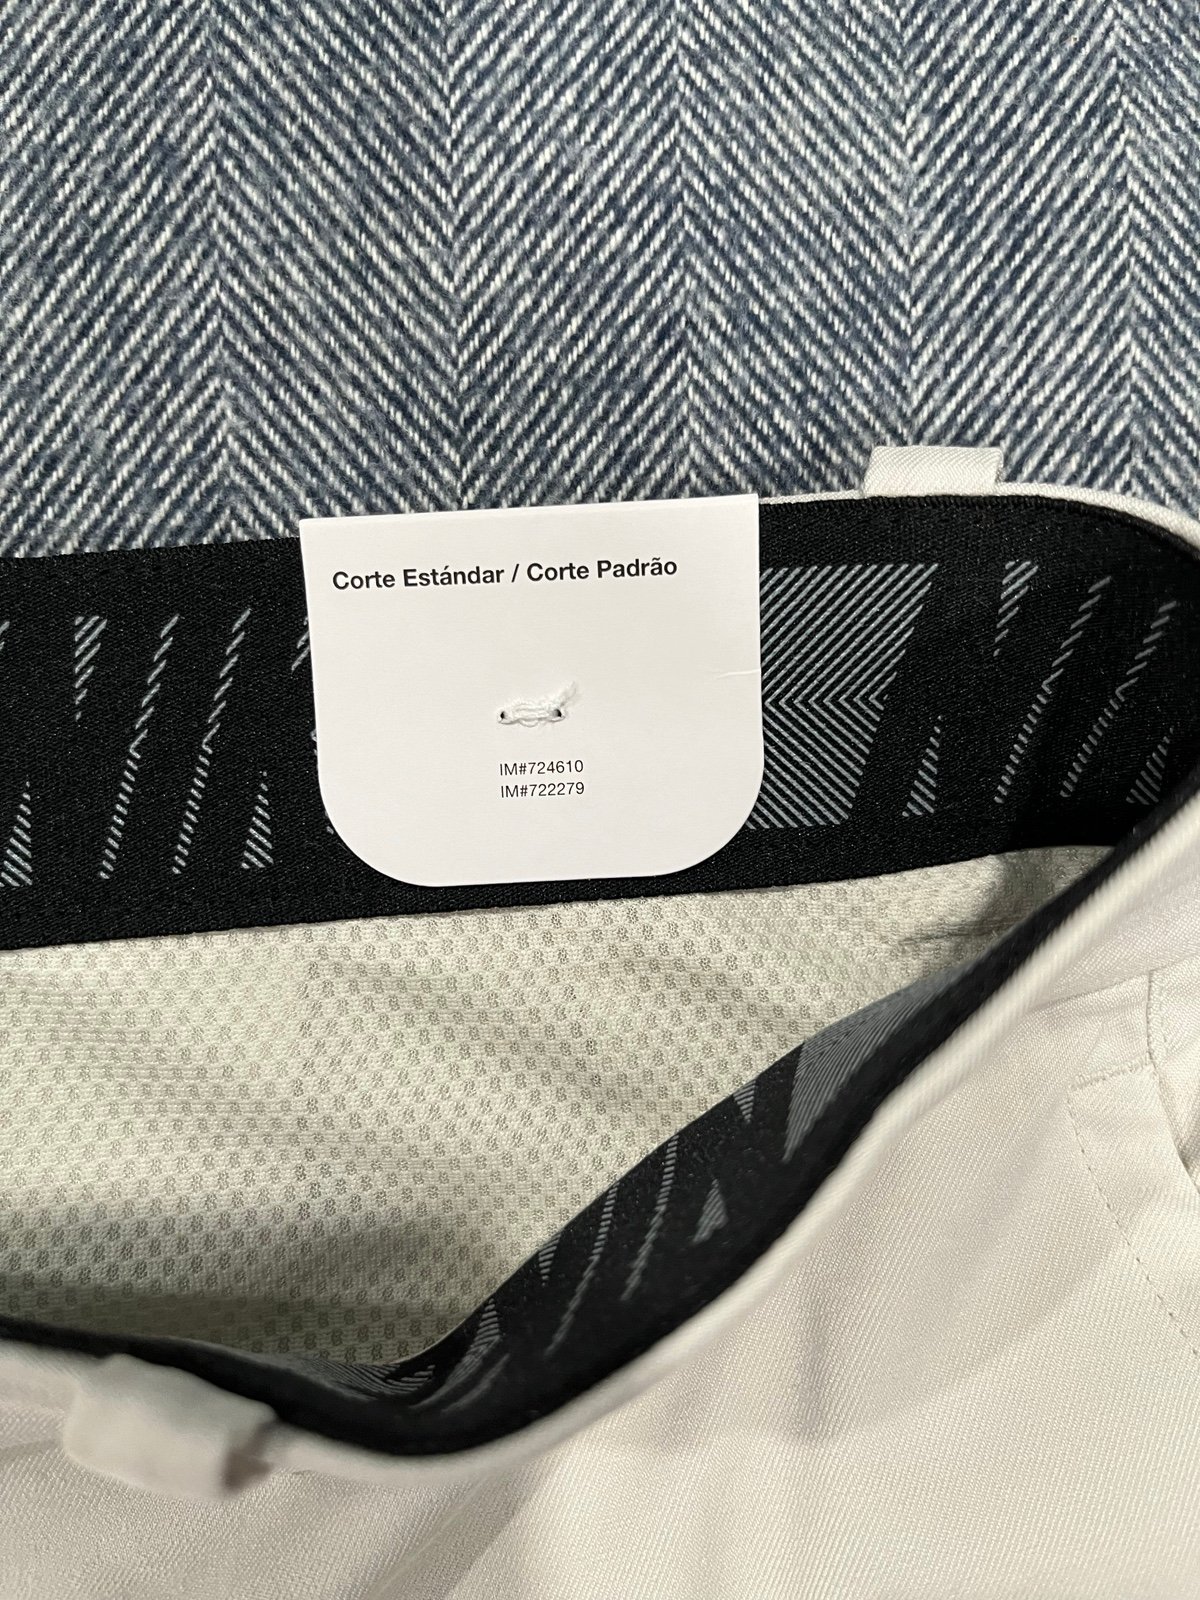 Corte Estándar / Corte Padrão
IM#724610
IM#722279